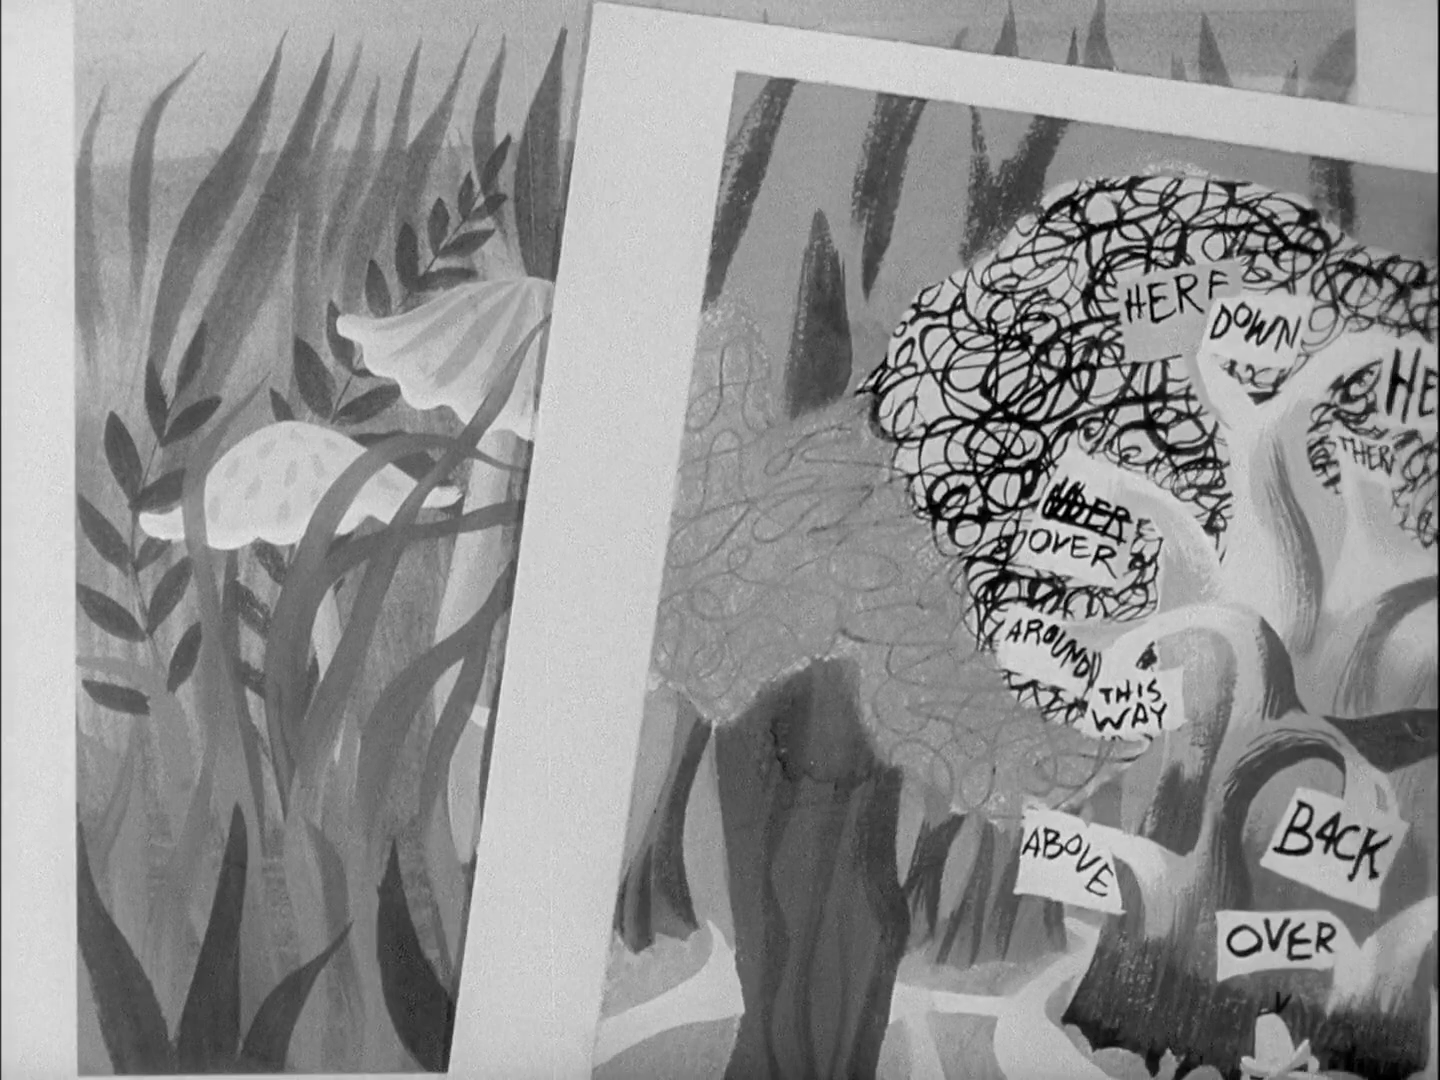 HERE
DOWN
HE
THER
OVER
AROUND
THIS
WAY
ABOVE
BACK
OVER